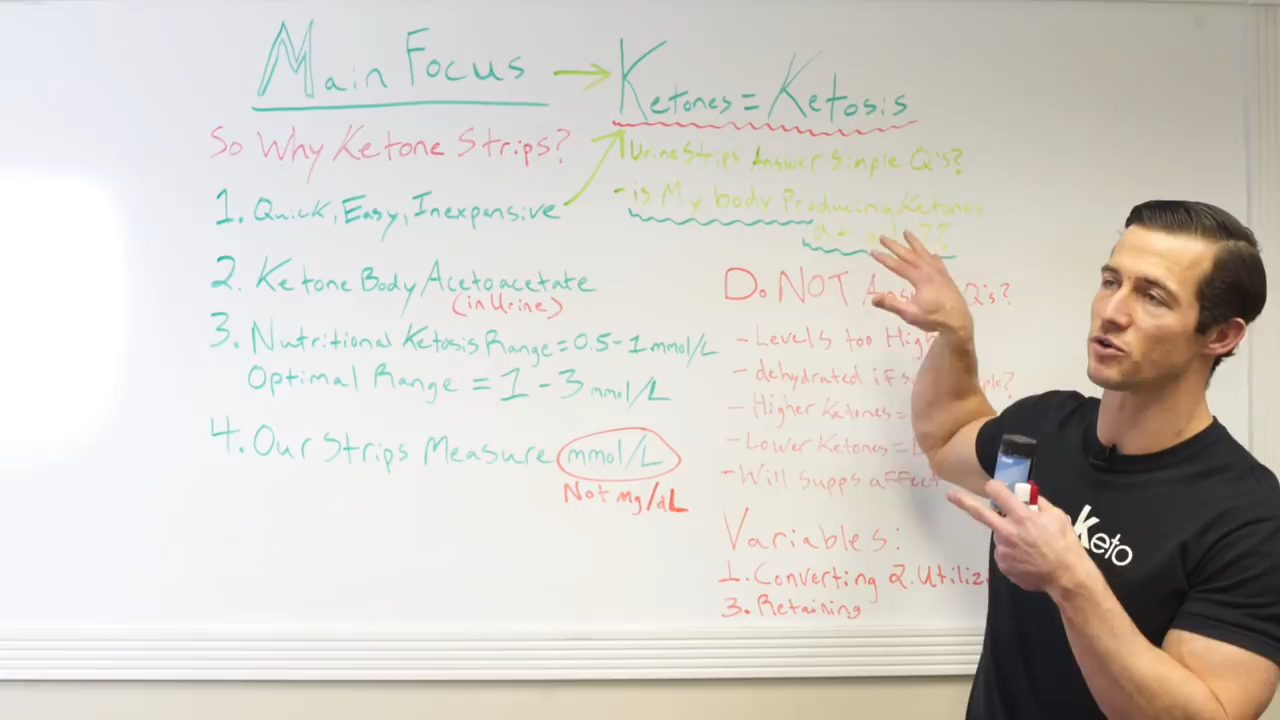 Main Focus → Ketones = Ketosis
So Why Ketone Strips?
1. Quick, Easy, Inexpensive
2. Ketone Body Acetoacetate
(in Urine)
3. Nutritional Ketosis Range = 0.5 - 1 mmol/L
Optimal Range = 1 - 3 mmol/L
4. Our Strips Measure mmol/L
Not mg/dL
Urine Strips Answer Simple Q's?
- is My body Producing Ketones
at ??
Do NOT Q's?
- Levels too High
- dehydrated if
- Higher Ketones =
- Lower Ketones =
- Will supps affect
Variables:
1. Converting 2. Utiliz
3. Retaining
Keto